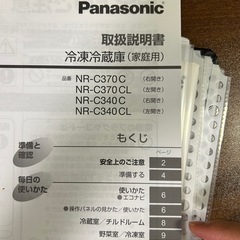 Panasonic
取扱説明書
冷凍冷蔵庫(家庭用)
品番 NR-C370C (右開き)
NR-C370CL (左開き)
NR-C340C (右開き)
NR-C340CL (左開き)
もくじ
準備と確認
安全上のご注意 2
準備する 4
毎日の使いかた
使いかた 6
●エコナビ
●操作パネルの見かた/使いかた 6
冷蔵室/チルドルーム 8
野菜室/冷凍室 9